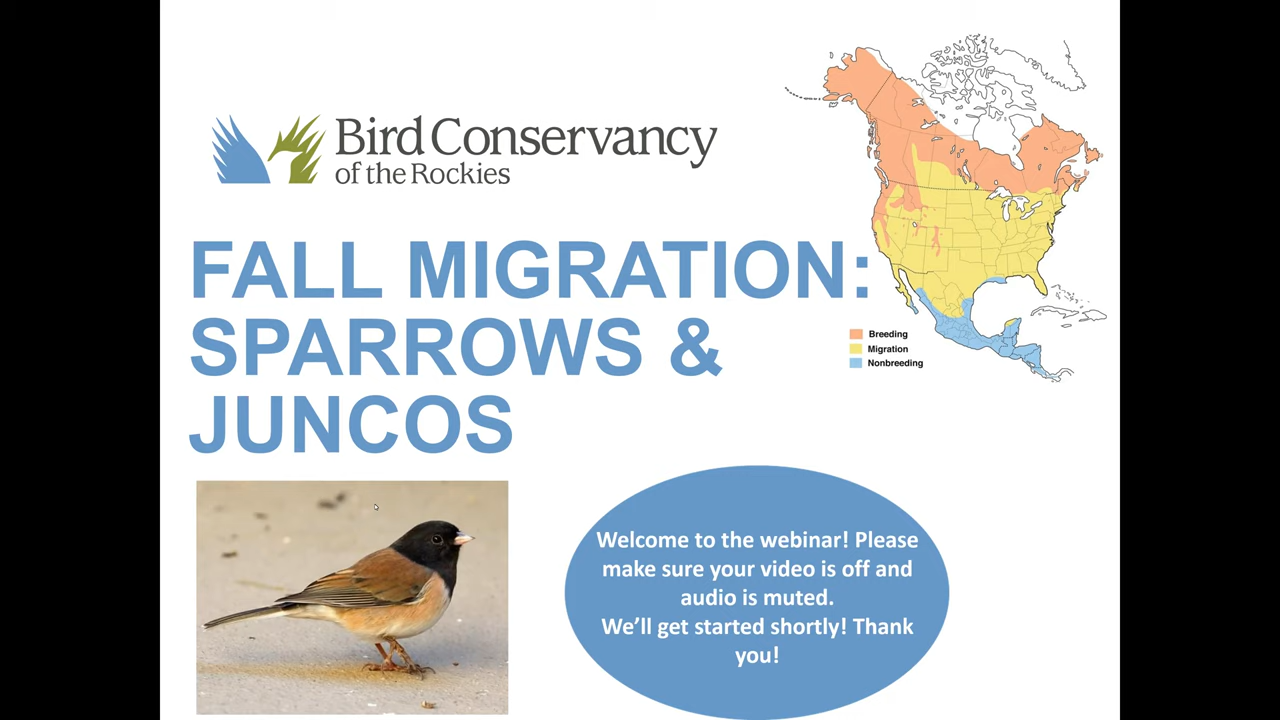 Bird Conservancy
of the Rockies
FALL MIGRATION:
SPARROWS &
JUNCOS
Breeding
Migration
Nonbreeding
Welcome to the webinar! Please
make sure your video is off and
audio is muted.
We’ll get started shortly! Thank
you!